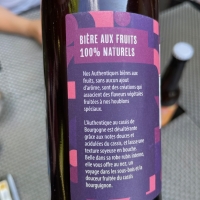 BIÈRE AUX FRUITS
100% NATURELS
Nos Authentiques bières aux
fruits, sans aucun ajout
d'arôme, sont des créations qui
associent des flaveurs végétales
fruitées à nos houblons
spéciaux.
L'Authentique au cassis de
Bourgogne est désaltérante
grâce aux notes douces et
acidulées du cassis, et laisse une
texture soyeuse en bouche.
Belle dans sa robe rubis intense,
elle vous offre au nez, un
voyage dans les sous-bois et la
douceur fruitée du cassis
bourguignon.